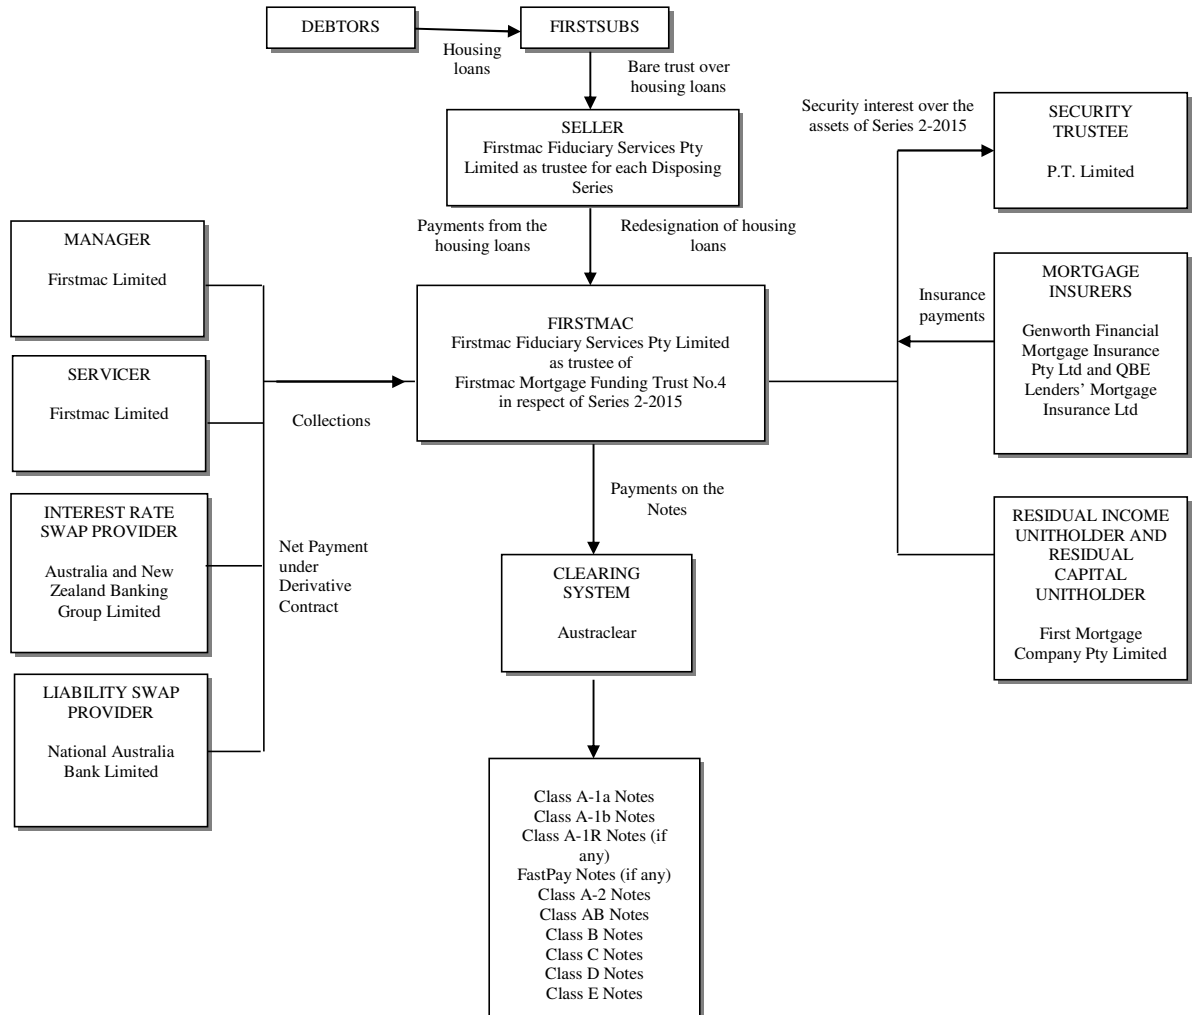 DEBTORS
FIRSTSUBS
Housing
loans
Bare trust over
housing loans
SELLER
Firstmac Fiduciary Services Pty
Limited as trustee for each Disposing
Series
Security interest over the
assets of Series 2-2015
SECURITY
TRUSTEE
P.T. Limited
Payments from the
housing loans
Redesignation of housing
loans
MANAGER
Firstmac Limited
SERVICER
Firstmac Limited
INTEREST RATE
SWAP PROVIDER
Australia and New
Zealand Banking
Group Limited
LIABILITY SWAP
PROVIDER
National Australia
Bank Limited
Collections
Net Payment
under
Derivative
Contract
FIRSTMAC
Firstmac Fiduciary Services Pty Limited
as trustee of
Firstmac Mortgage Funding Trust No.4
in respect of Series 2-2015
Insurance
payments
MORTGAGE
INSURERS
Genworth Financial
Mortgage Insurance
Pty Ltd and QBE
Lenders’ Mortgage
Insurance Ltd
RESIDUAL INCOME
UNITHOLDER AND
RESIDUAL
CAPITAL
UNITHOLDER
First Mortgage
Company Pty Limited
Payments on the
Notes
CLEARING
SYSTEM
Austraclear
Class A-1a Notes
Class A-1b Notes
Class A-1R Notes (if
any)
FastPay Notes (if any)
Class A-2 Notes
Class AB Notes
Class B Notes
Class C Notes
Class D Notes
Class E Notes